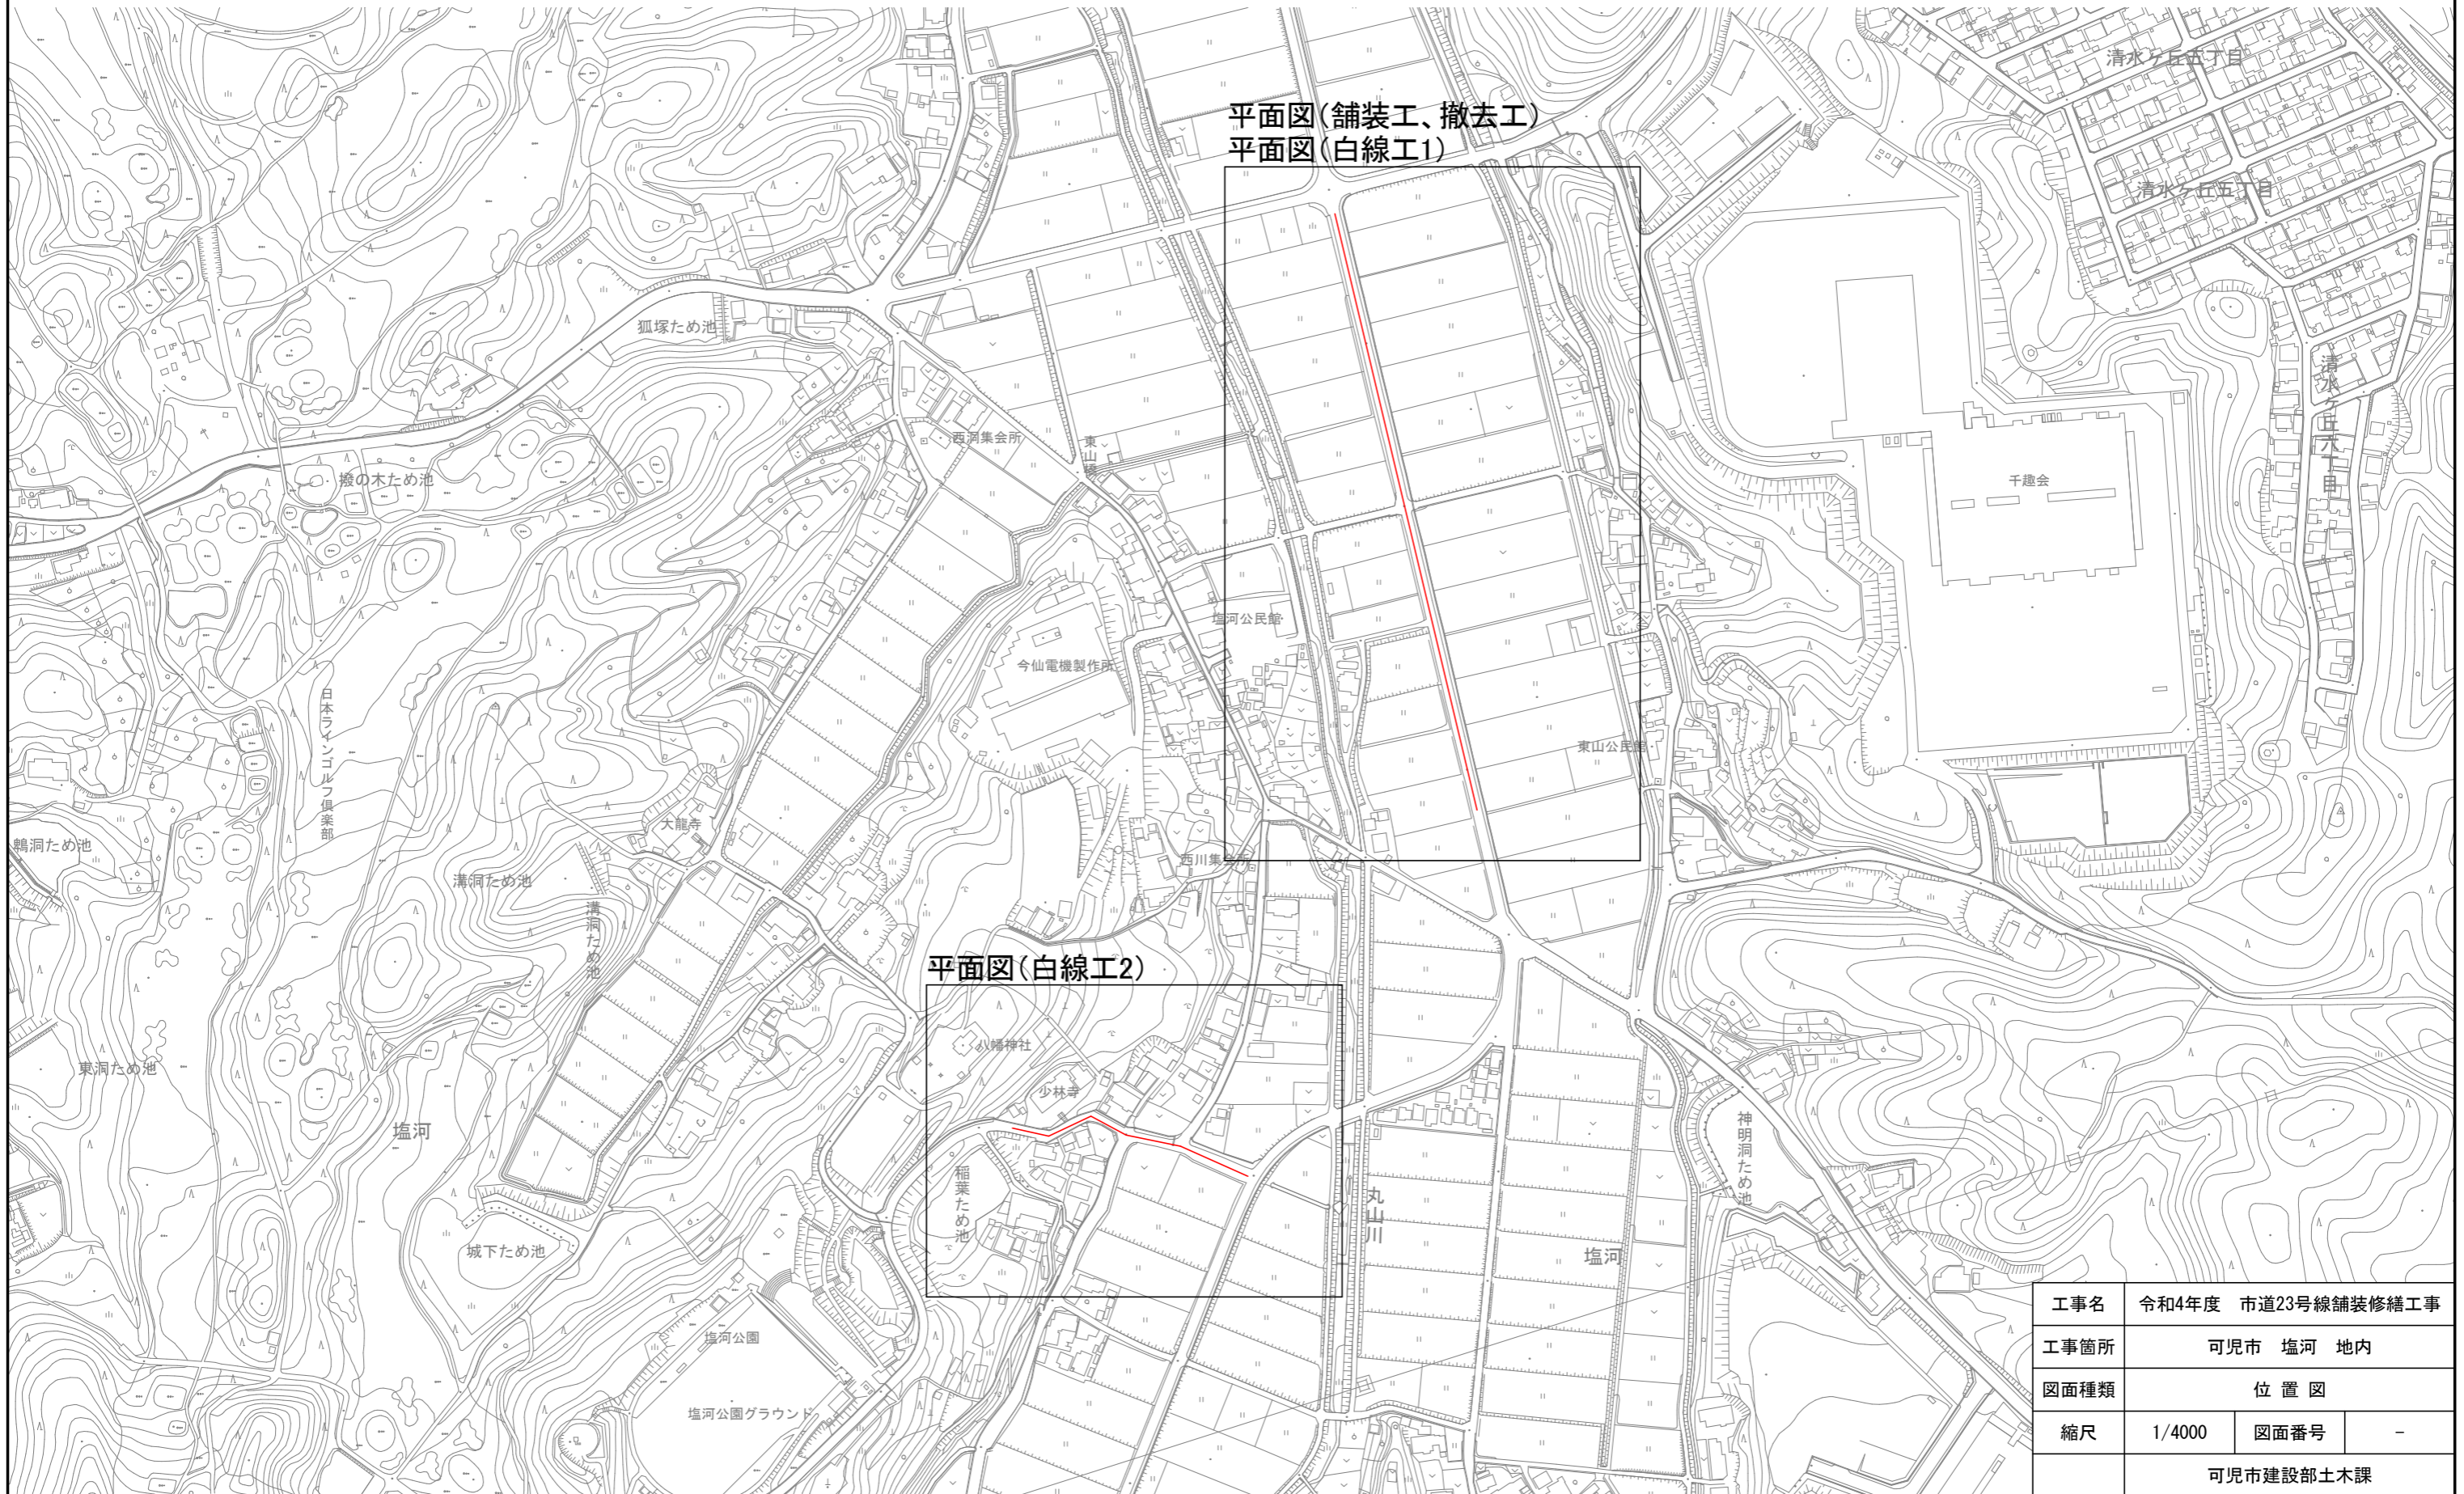 平面図(舗装工、撤去工)
平面図(白線工1)
清水ケ丘五丁目
清水ケ丘五丁目
清水ケ丘六丁目
狐塚ため池
西洞集会所
東山橋
千趣会
塩河公民館
今仙電機製作所
日本ラインゴルフ倶楽部
東山公民館
大龍寺
鵜洞ため池
西川集会所
溝洞ため池
溝洞ため池
平面図(白線工2)
八幡神社
東洞ため池
少林寺
塩河
稲葉ため池
神明洞ため池
丸山川
城下ため池
塩河
塩河公園
塩河公園グラウンド
工事名 令和4年度 市道23号線舗装修繕工事
工事箇所 可児市 塩河 地内
図面種類 位置図
縮尺 1/4000 図面番号 -
可児市建設部土木課